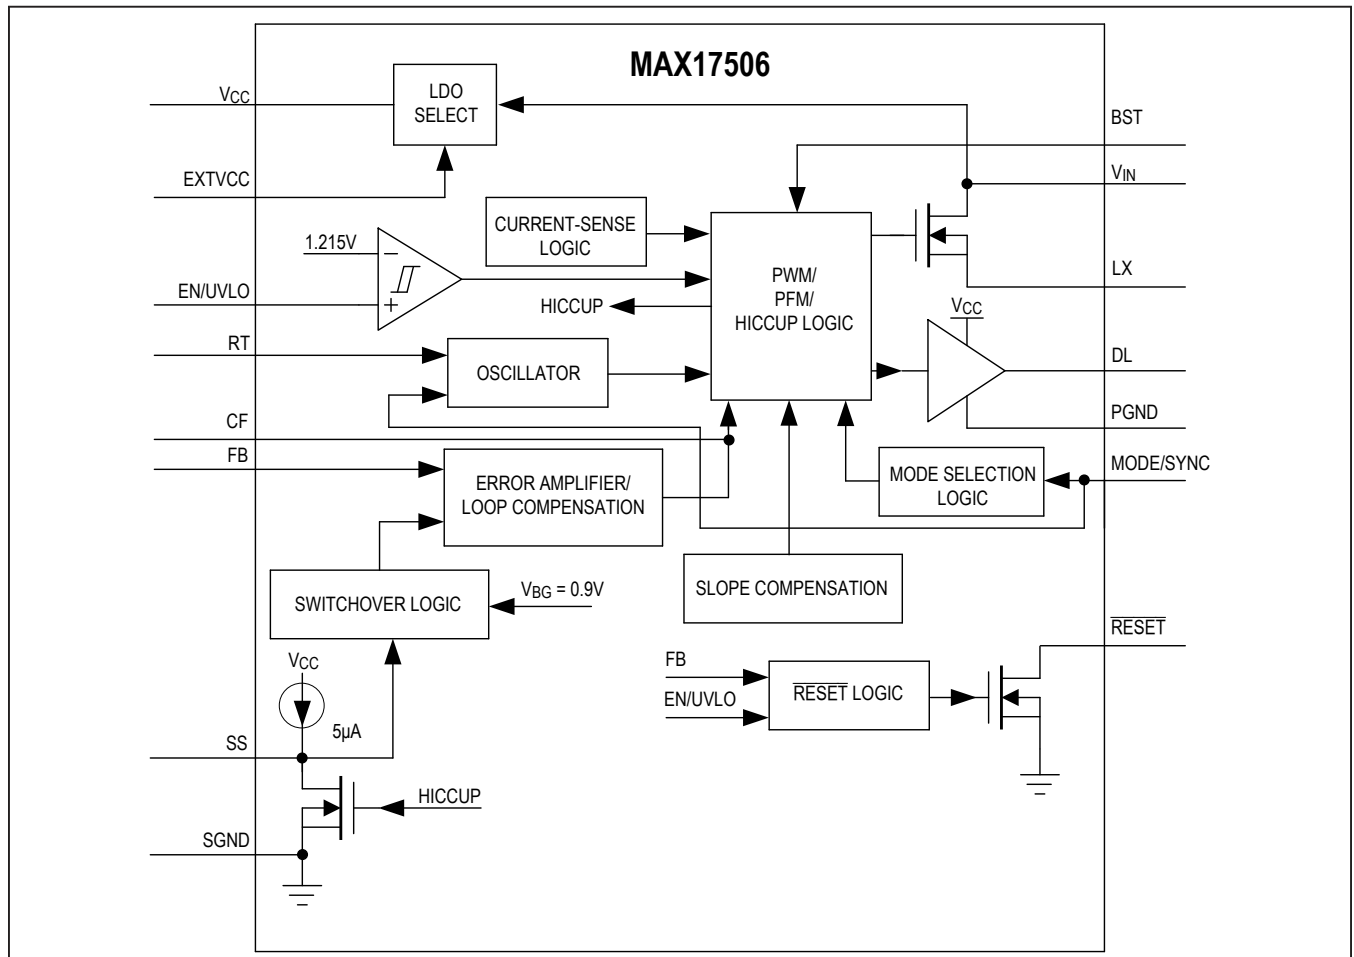 MAX17506
VCC
LDO
SELECT
BST
EXTVCC
VIN
CURRENT-SENSE
LOGIC
1.215V
EN/UVLO
HICCUP
PWM/
PFM/
HICCUP LOGIC
LX
VCC
RT
OSCILLATOR
DL
CF
PGND
FB
ERROR AMPLIFIER/
LOOP COMPENSATION
MODE SELECTION
LOGIC
MODE/SYNC
SWITCHOVER LOGIC
VBG = 0.9V
SLOPE COMPENSATION
RESET
VCC
5µA
FB
EN/UVLO
RESET LOGIC
SS
HICCUP
SGND